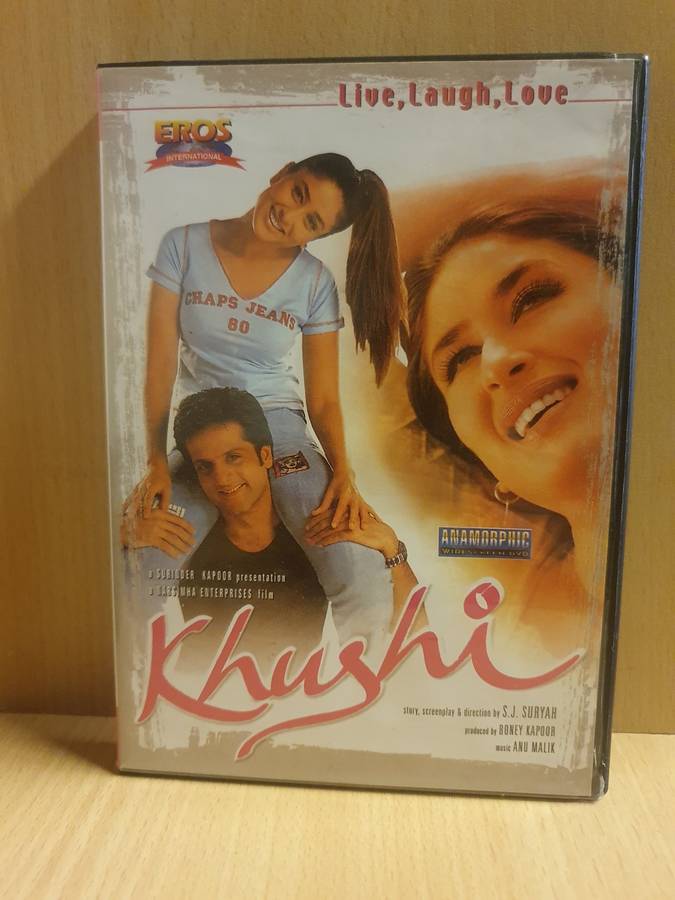 Live, Laugh, Love
EROS
INTERNATIONAL
CHAPS JEANS
80
ANAMORPHIC
WIDESCREEN DVD
a SURINDER KAPOOR presentation
a NARSIMHA ENTERPRISES film
Khushi
story, screenplay & direction by S.J. SURYAH
produced by BONEY KAPOOR
music ANU MALIK